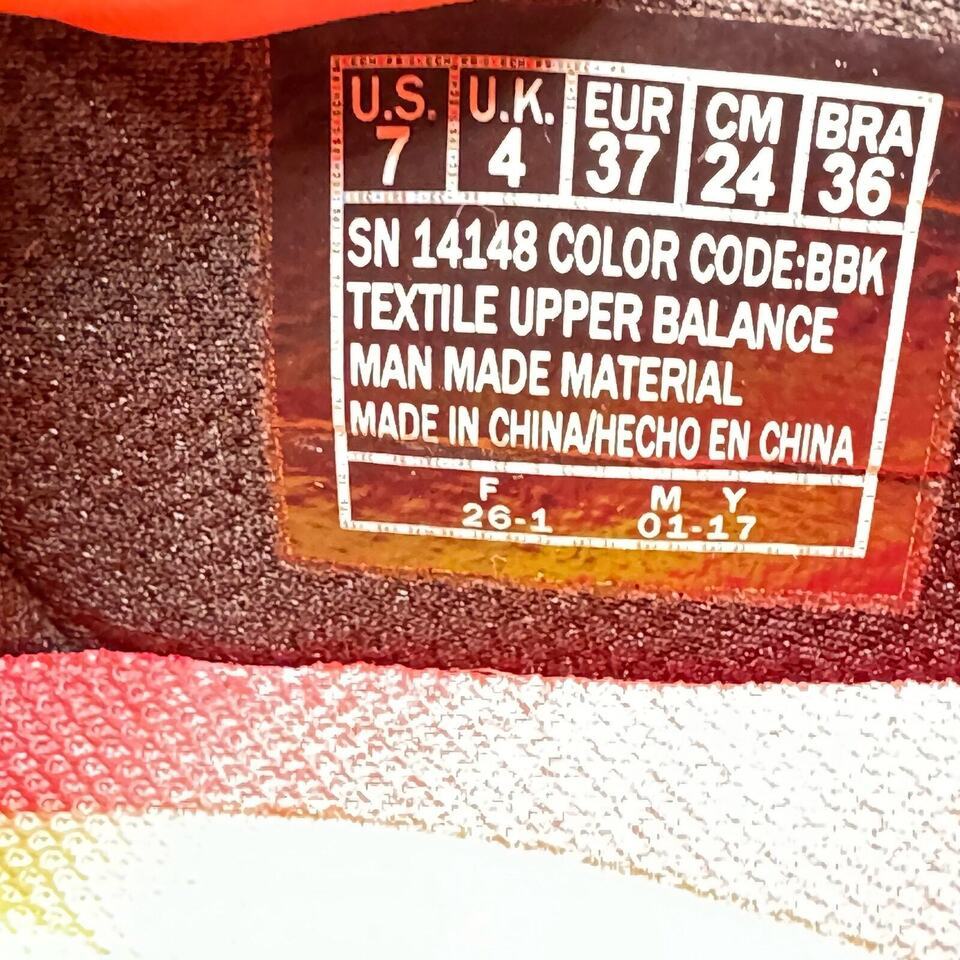 U.S. U.K. EUR CM BRA
7 4 37 24 36
SN 14148 COLOR CODE:BBK
TEXTILE UPPER BALANCE
MAN MADE MATERIAL
MADE IN CHINA/HECHO EN CHINA
F M Y
26-1 01-17